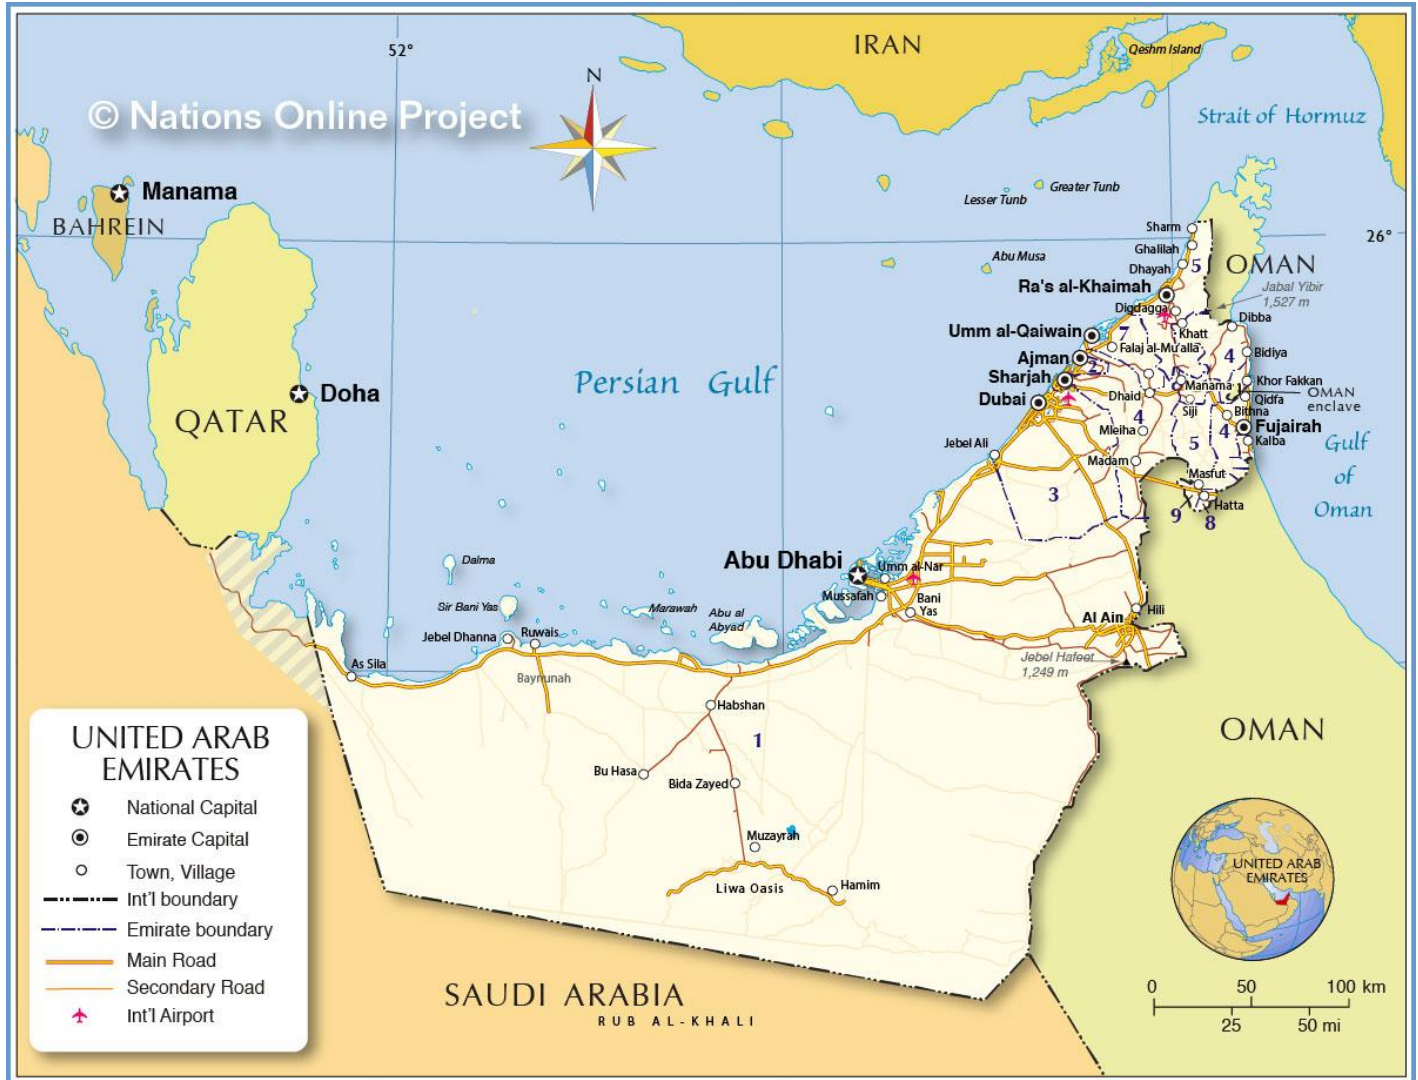 IRAN
Qeshm Island
52°
N
© Nations Online Project
Strait of Hormuz
Manama
BAHREIN
Greater Tunb
Lesser Tunb
Sharm
26°
Ghalilah
Abu Musa
Dhayah
5
OMAN
Ra's al-Khaimah
Jabal Yibir
1,527 m
Digdagga
Dibba
Umm al-Qaiwain
7
Khatt
Falaj al-Mu'alla
4
Bidiya
Ajman
2
Persian Gulf
Sharjah
Manama
Khor Fakkan
Doha
Dubai
Dhaid
Qidfa
OMAN
enclave
Siji
Bithna
QATAR
4
Mleiha
5
4
Fujairah
Kalba
Jebel Ali
Gulf
of
Oman
Madam
Masfut
3
Hatta
9
8
Abu Dhabi
Dalma
Umm al-Nar
Mussafah
Bani
Yas
Sir Bani Yas
Marawah
Abu al
Abyad
Hili
Al Ain
Jebel Dhanna
Ruwais
Jebel Hafeet
1,249 m
As Sila
Baynunah
Habshan
1
OMAN
Bu Hasa
Bida Zayed
Muzayrah
Liwa Oasis
Hamim
SAUDI ARABIA
RUB AL-KHALI
UNITED ARAB
EMIRATES
National Capital
Emirate Capital
Town, Village
Int'l boundary
Emirate boundary
Main Road
Secondary Road
Int'l Airport
UNITED ARAB
EMIRATES
0 50 100 km
25 50 mi